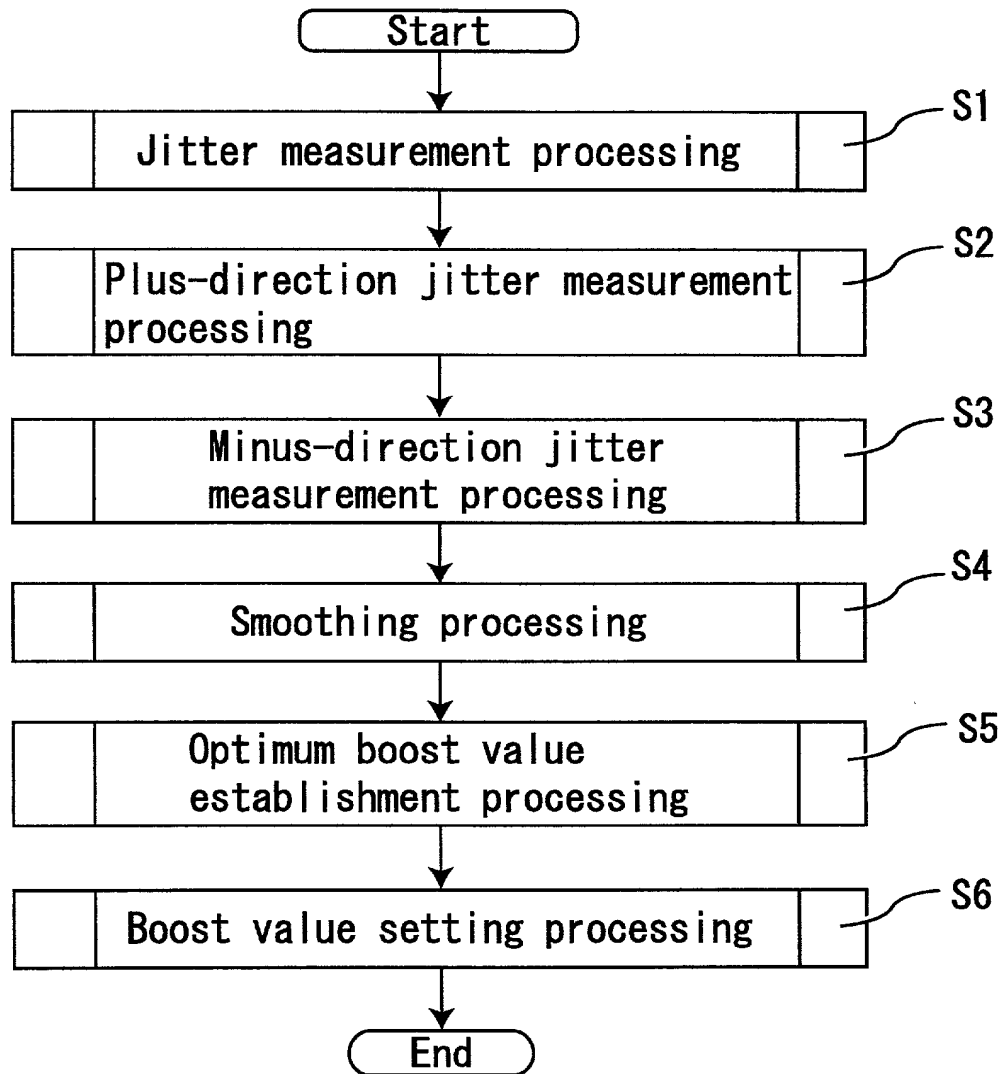 Start
S1
Jitter measurement processing
S2
Plus-direction jitter measurement
processing
S3
Minus-direction jitter
measurement processing
S4
Smoothing processing
S5
Optimum boost value
establishment processing
S6
Boost value setting processing
End